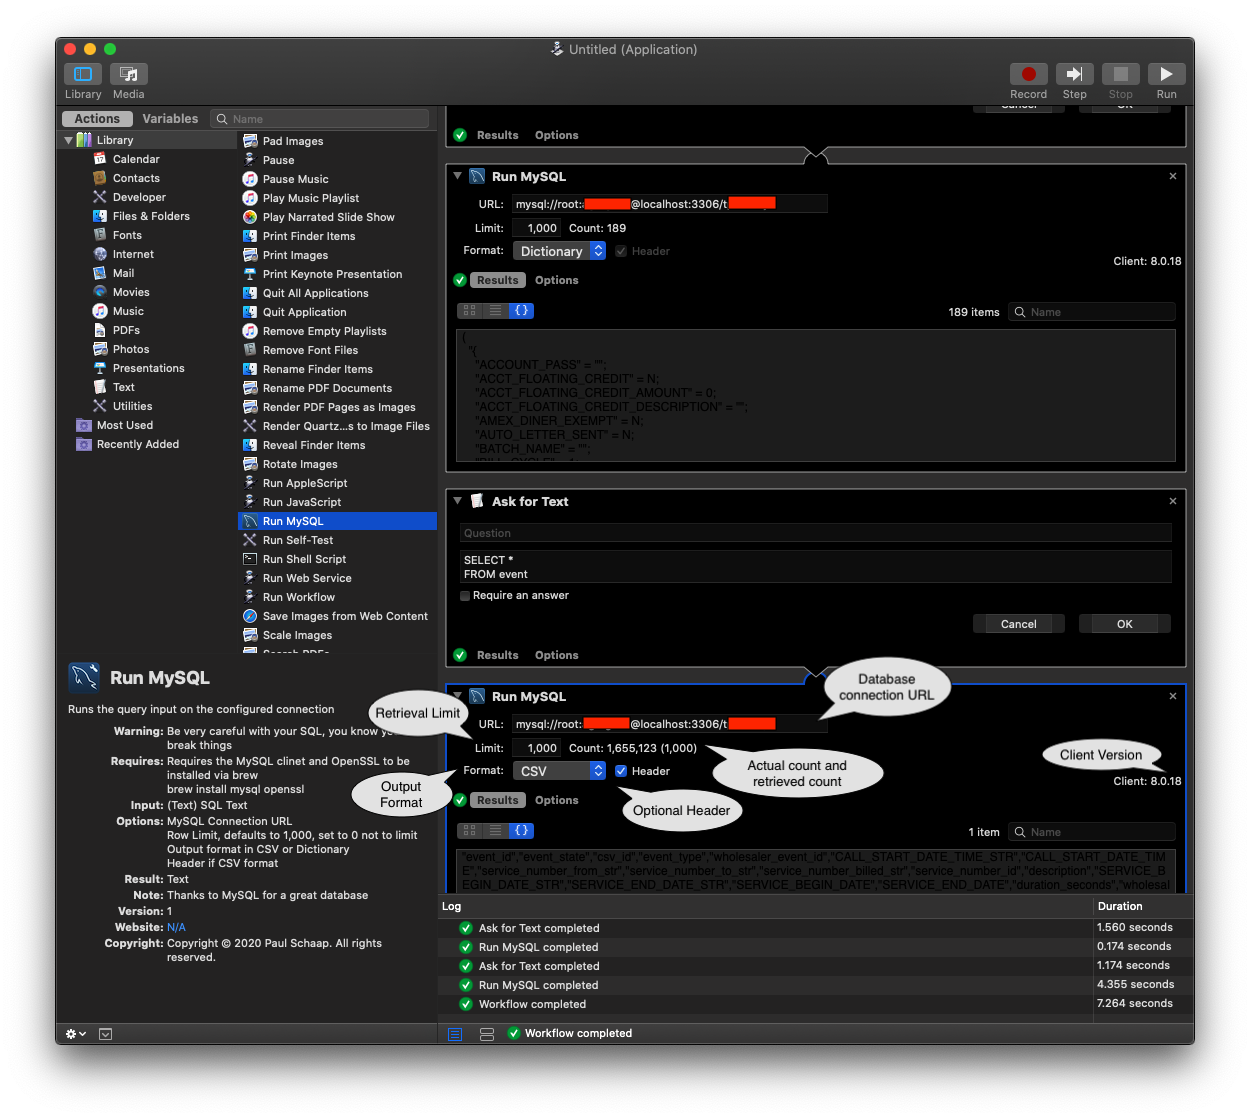 Untitled (Application)
Library
Media
Record
Step
Stop
Run
Actions
Variables
Name
Library
Calendar
Contacts
Developer
Files & Folders
Fonts
Internet
Mail
Movies
Music
PDFs
Photos
Presentations
Text
Utilities
Most Used
Recently Added
Pad Images
Pause
Pause Music
Play Music Playlist
Play Narrated Slide Show
Print Finder Items
Print Images
Print Keynote Presentation
Quit All Applications
Quit Application
Remove Empty Playlists
Remove Font Files
Rename Finder Items
Rename PDF Documents
Render PDF Pages as Images
Render Quartz...s to Image Files
Reveal Finder Items
Rotate Images
Run AppleScript
Run JavaScript
Run MySQL
Run Self-Test
Run Shell Script
Run Web Service
Run Workflow
Save Images from Web Content
Scale Images
Search PDFs
Run MySQL
Runs the query input on the configured connection
Warning: Be very careful with your SQL, you know
break things
Requires: Requires the MySQL clinet and OpenSSL to be
installed via brew
brew install mysql openssl
Input: (Text) SQL Text
Options: MySQL Connection URL
Row Limit, defaults to 1,000, set to 0 not to limit
Output format in CSV or Dictionary
Header if CSV format
Result: Text
Note: Thanks to MySQL for a great database
Version: 1
Website: N/A
Copyright: Copyright © 2020 Paul Schaap. All rights
reserved.
Cancel
OK
Results
Options
Run MySQL
URL: mysql://root: @localhost:3306/t
Limit: 1,000 Count: 189
Format: Dictionary Header
Client: 8.0.18
Results
Options
{}
189 items
Name
(
"{
"ACCOUNT_PASS" = "";
"ACCT_FLOATING_CREDIT" = N;
"ACCT_FLOATING_CREDIT_AMOUNT" = 0;
"ACCT_FLOATING_CREDIT_DESCRIPTION" = "";
"AMEX_DINER_EXEMPT" = N;
"AUTO_LETTER_SENT" = N;
"BATCH_NAME" = "";
Ask for Text
Question
SELECT *
FROM event
Require an answer
Cancel
OK
Results
Options
Run MySQL
Database
connection URL
Retrieval Limit
URL: mysql://root: @localhost:3306/t
Limit: 1,000 Count: 1,655,123 (1,000)
Actual count and
retrieved count
Client Version
Format: CSV Header
Client: 8.0.18
Output
Format
Optional Header
Results
Options
{}
1 item
Name
"event_id","event_state","csv_id","event_type","wholesaler_event_id","CALL_START_DATE_TIME_STR","CALL_START_DATE_TIM
E","service_number_from_str","service_number_to_str","service_number_billed_str","service_number_id","description","SERVICE_B
EGIN_DATE_STR","SERVICE_END_DATE_STR","SERVICE_BEGIN_DATE","SERVICE_END_DATE","duration_seconds","wholesal
Log
Duration
Ask for Text completed 1.560 seconds
Run MySQL completed 0.174 seconds
Ask for Text completed 1.174 seconds
Run MySQL completed 4.355 seconds
Workflow completed 7.264 seconds
Workflow completed